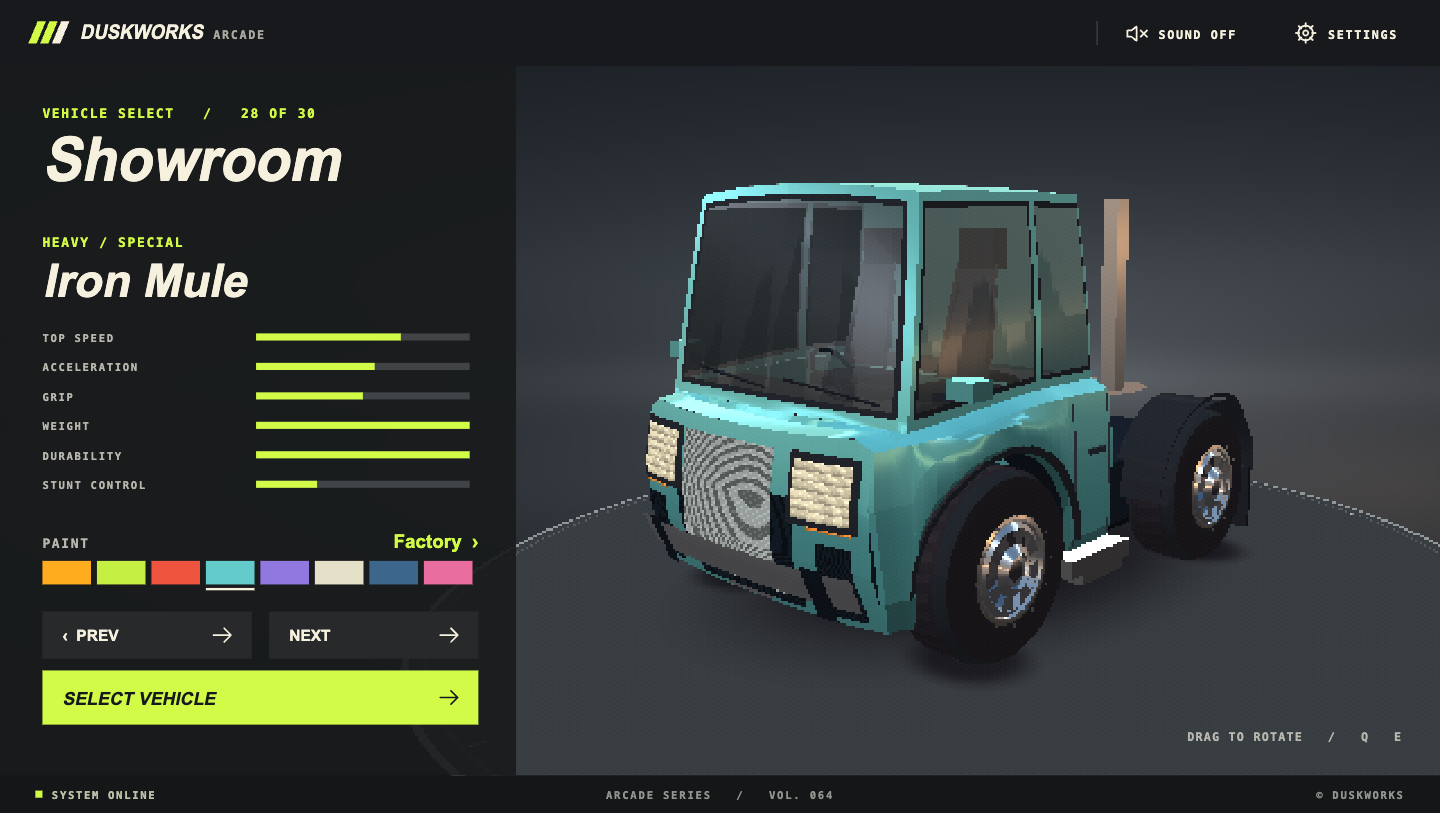 DUSKWORKS ARCADE
SOUND OFF
SETTINGS
VEHICLE SELECT / 28 OF 30
Showroom
HEAVY / SPECIAL
Iron Mule
TOP SPEED
ACCELERATION
GRIP
WEIGHT
DURABILITY
STUNT CONTROL
PAINT
Factory ›
‹ PREV →
NEXT →
SELECT VEHICLE →
DRAG TO ROTATE / Q E
SYSTEM ONLINE
ARCADE SERIES / VOL. 064
© DUSKWORKS